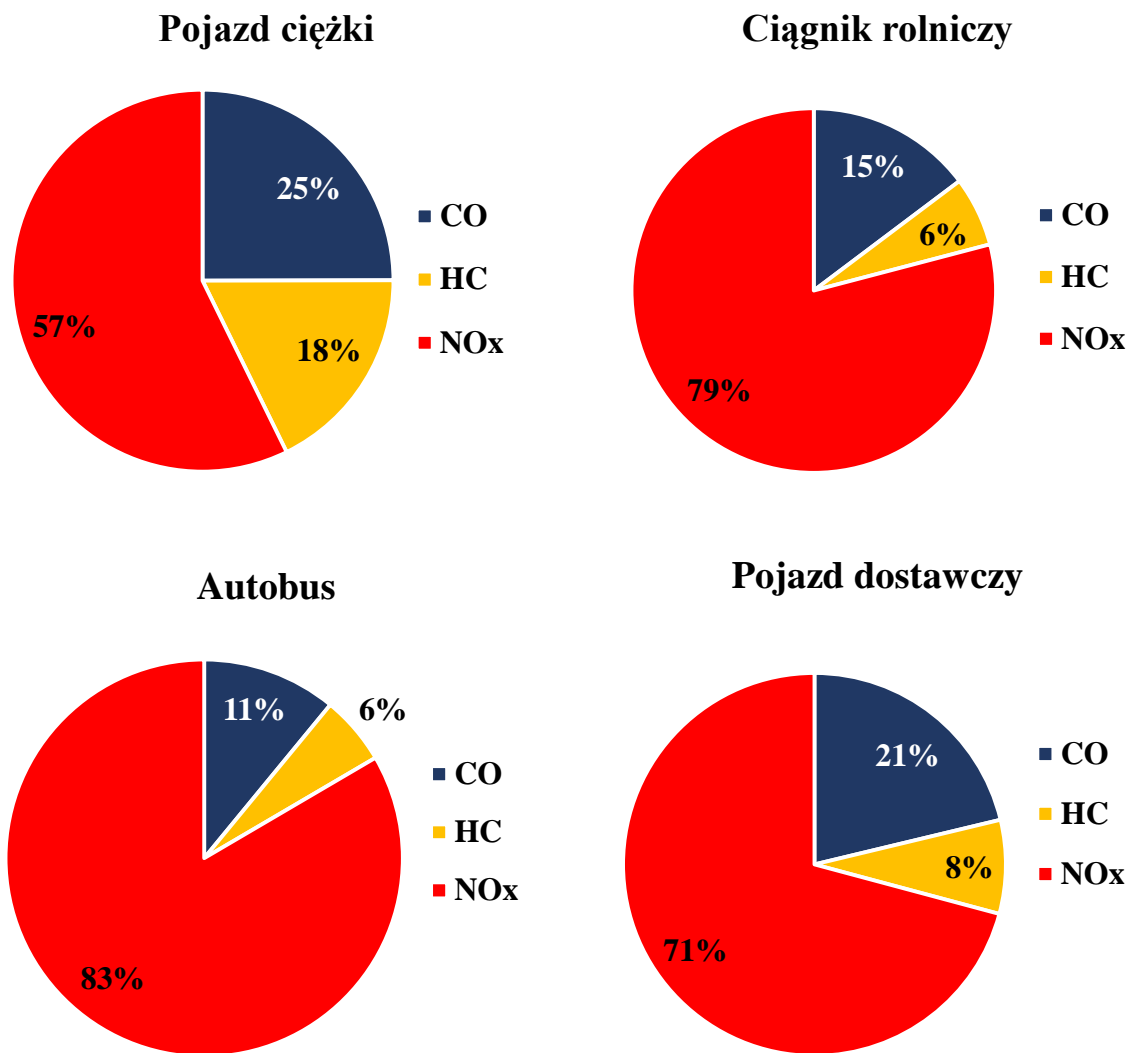 Pojazd ciężki
25%
18%
57%
CO
HC
NOx
Ciągnik rolniczy
15%
6%
79%
CO
HC
NOx
Autobus
11%
6%
83%
CO
HC
NOx
Pojazd dostawczy
21%
8%
71%
CO
HC
NOx